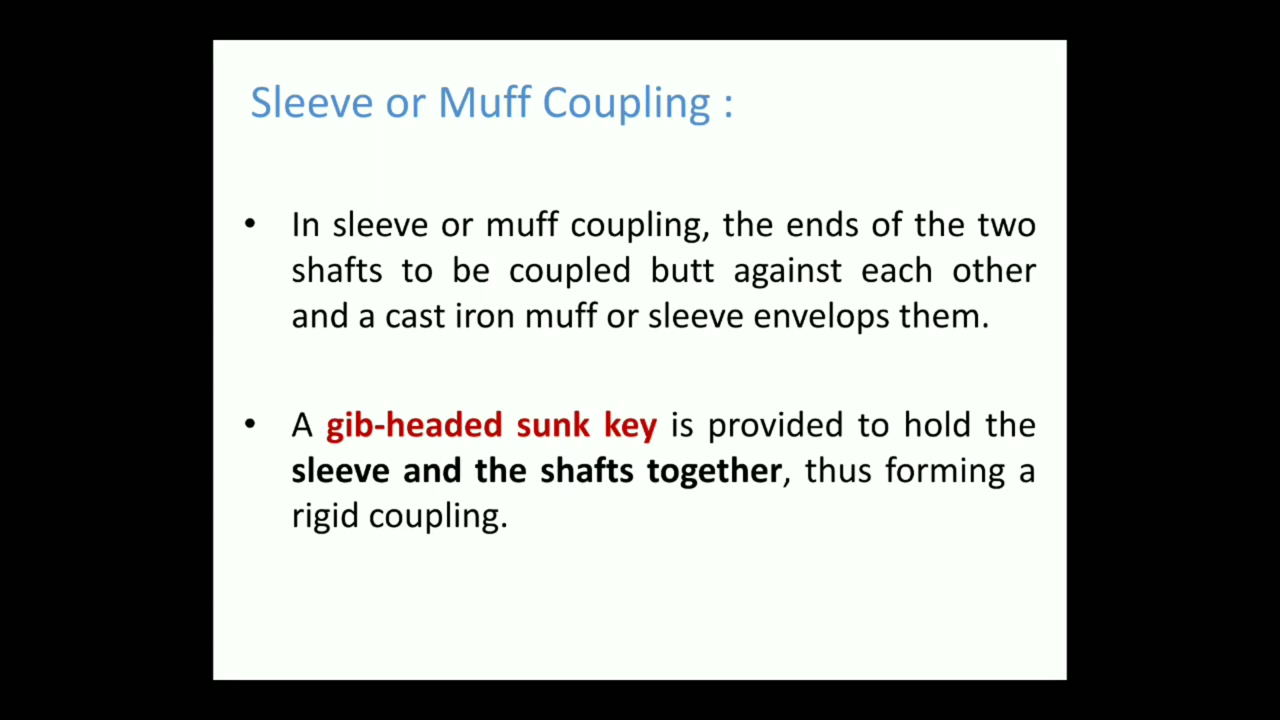 Sleeve or Muff Coupling :
• In sleeve or muff coupling, the ends of the two
shafts to be coupled butt against each other
and a cast iron muff or sleeve envelops them.
• A gib-headed sunk key is provided to hold the
sleeve and the shafts together, thus forming a
rigid coupling.